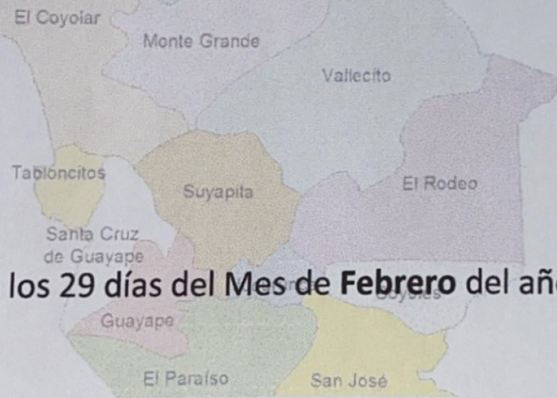 El Coyolar
Monte Grande
Vallecito
Tabloncitos
Suyapita
El Rodeo
Santa Cruz
de Guayape
los 29 días del Mes de Febrero del añ
Guayape
El Paraíso
San José